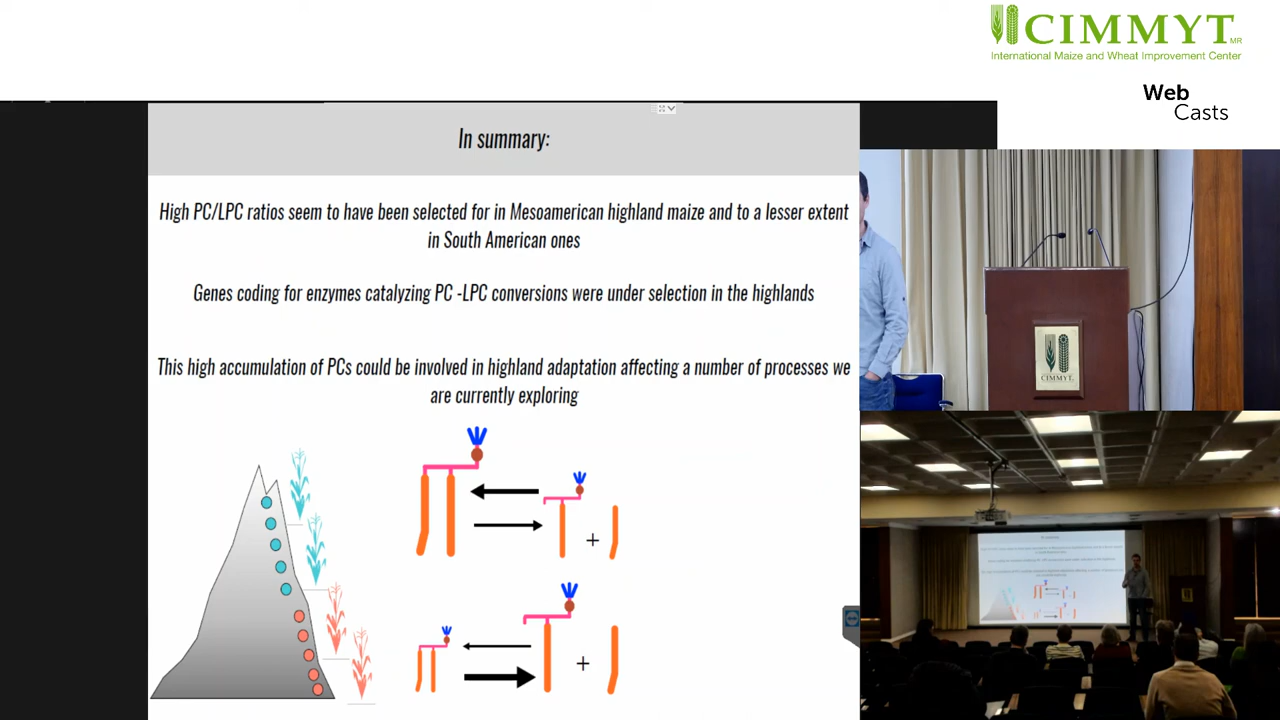 CIMMYT MR
International Maize and Wheat Improvement Center
Web
Casts
In summary:
High PC/LPC ratios seem to have been selected for in Mesoamerican highland maize and to a lesser extent
in South American ones
Genes coding for enzymes catalyzing PC -LPC conversions were under selection in the highlands
This high accumulation of PCs could be involved in highland adaptation affecting a number of processes we
are currently exploring
+
+
CIMMYT